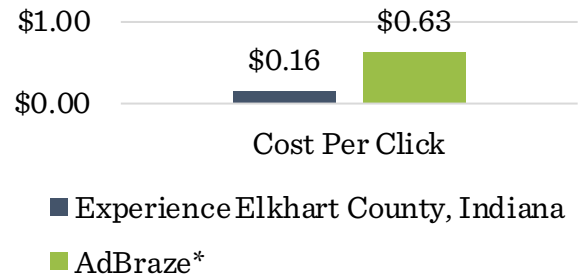 $1.00
$0.63
$0.16
$0.00
Cost Per Click
Experience Elkhart County, Indiana
AdBraze*